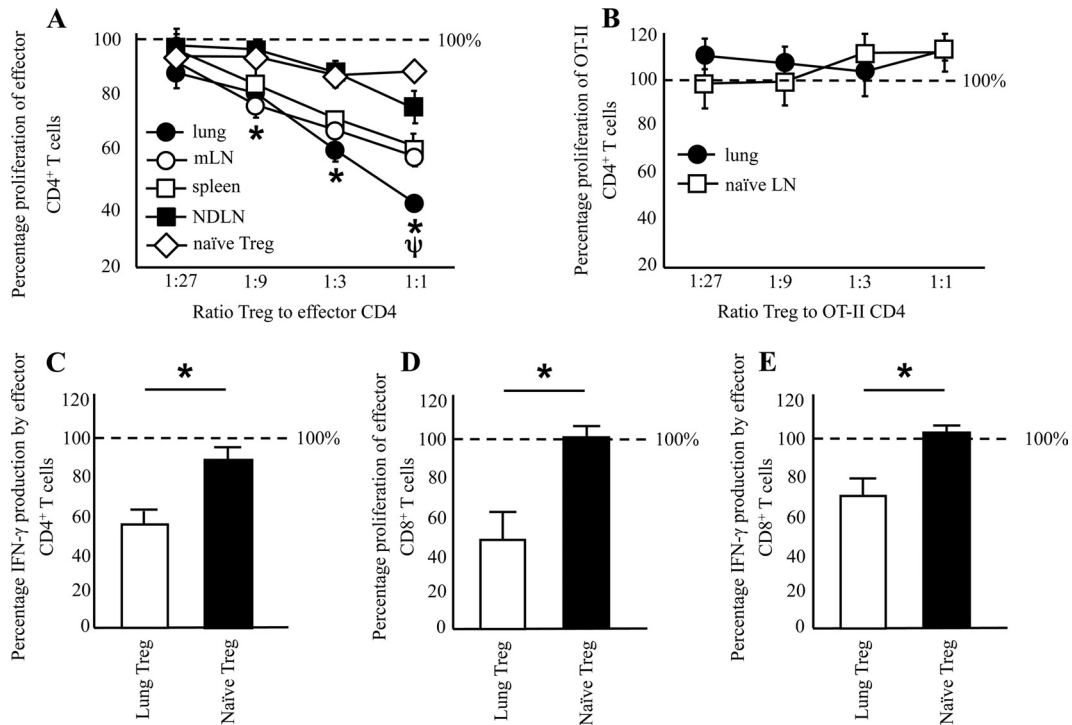 A
Percentage proliferation of effector
CD4⁺ T cells
100
80
60
40
20
100%
lung
mLN
spleen
NDLN
naïve Treg
*
*
*
ψ
1:27
1:9
1:3
1:1
Ratio Treg to effector CD4
B
Percentage proliferation of OT-II
CD4⁺ T cells
120
100
80
60
40
20
100%
lung
naïve LN
1:27
1:9
1:3
1:1
Ratio Treg to OT-II CD4
C
Percentage IFN-γ production by effector
CD4⁺ T cells
120
100
80
60
40
20
0
*
100%
Lung Treg
Naïve Treg
D
Percentage proliferation of effector
CD8⁺ T cells
120
100
80
60
40
20
0
*
100%
Lung Treg
Naïve Treg
E
Percentage IFN-γ production by effector
CD8⁺ T cells
120
100
80
60
40
20
0
*
100%
Lung Treg
Naïve Treg